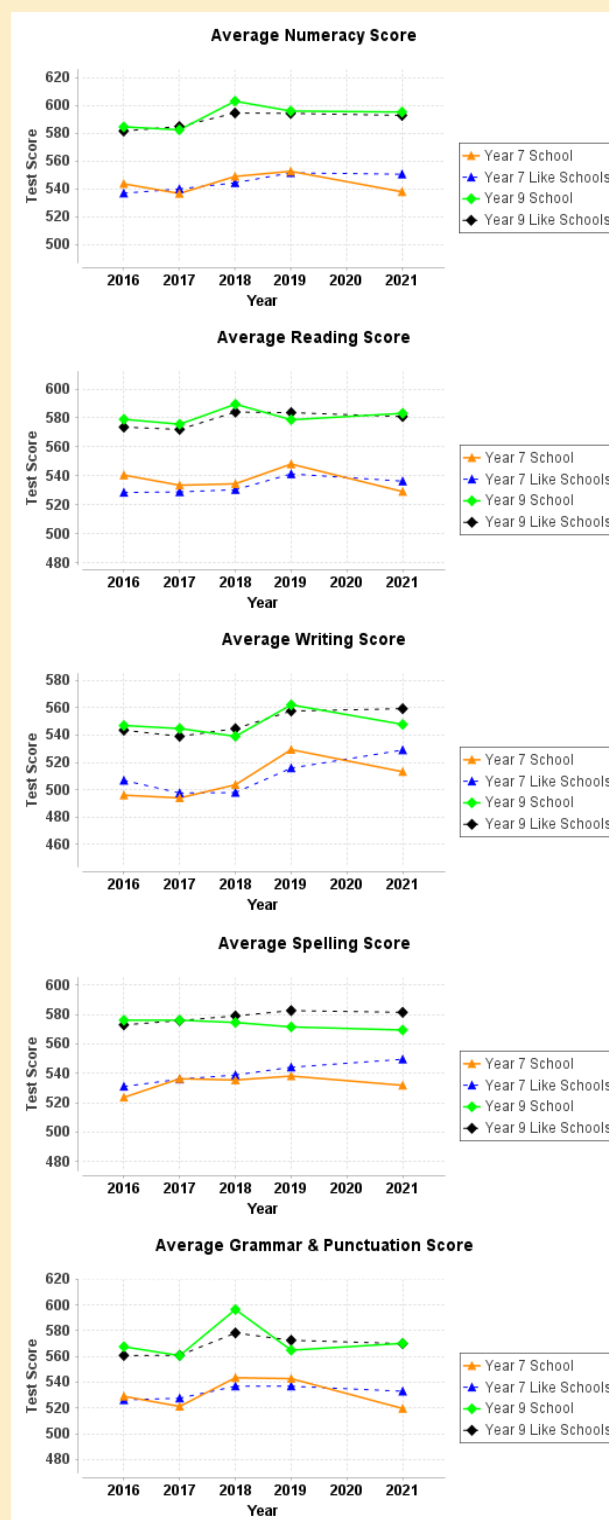 Average Numeracy Score
620
600
580
560
540
520
500
Test Score
2016 2017 2018 2019 2020 2021
Year
Year 7 School
Year 7 Like Schools
Year 9 School
Year 9 Like Schools
Average Reading Score
600
580
560
540
520
500
480
Test Score
2016 2017 2018 2019 2020 2021
Year
Year 7 School
Year 7 Like Schools
Year 9 School
Year 9 Like Schools
Average Writing Score
580
560
540
520
500
480
460
Test Score
2016 2017 2018 2019 2020 2021
Year
Year 7 School
Year 7 Like Schools
Year 9 School
Year 9 Like Schools
Average Spelling Score
600
580
560
540
520
500
480
Test Score
2016 2017 2018 2019 2020 2021
Year
Year 7 School
Year 7 Like Schools
Year 9 School
Year 9 Like Schools
Average Grammar & Punctuation Score
620
600
580
560
540
520
500
480
Test Score
2016 2017 2018 2019 2020 2021
Year
Year 7 School
Year 7 Like Schools
Year 9 School
Year 9 Like Schools